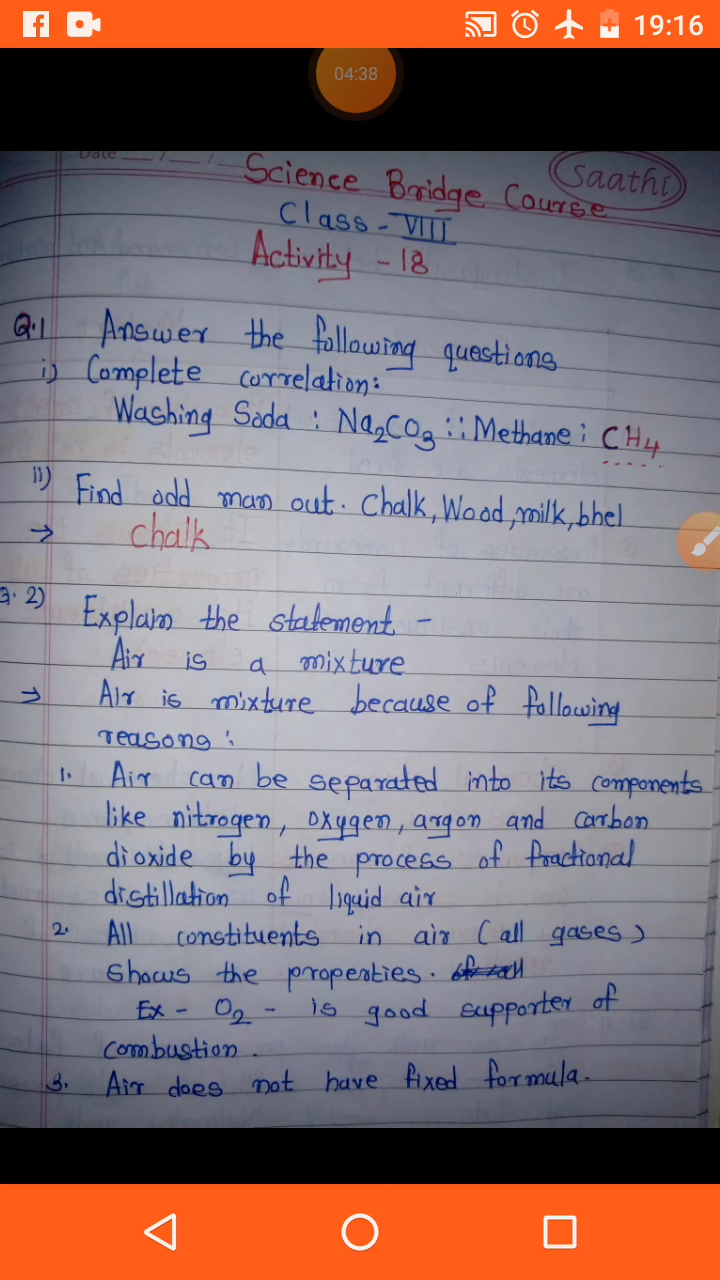 19:16
04:38
Date
Science Bridge Course
Saathi
Class - VIII
Activity - 18
Q.1 Answer the following questions
i) Complete correlation:
Washing Soda : Na₂CO₃ :: Methane : CH₄
ii) Find odd man out. Chalk, Wood, milk, bhel
→ Chalk
Q. 2) Explain the statement -
Air is a mixture
→ Air is mixture because of following
reasons :
1. Air can be separated into its components
like nitrogen, oxygen, argon and carbon
dioxide by the process of fractional
distillation of liquid air
2. All constituents in air (all gases)
shows the properties.
Ex - O₂ - is good supporter of
combustion.
3. Air does not have fixed formula.